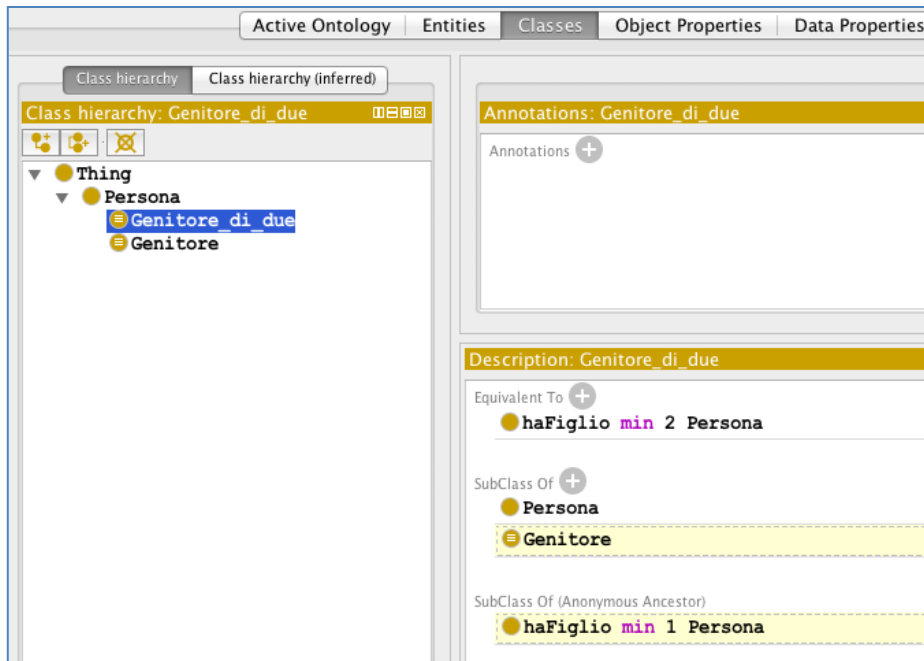 Active Ontology Entities Classes Object Properties Data Properties
Class hierarchy Class hierarchy (inferred)
Class hierarchy: Genitore_di_due
Thing
Persona
Genitore_di_due
Genitore
Annotations: Genitore_di_due
Annotations
Description: Genitore_di_due
Equivalent To
haFiglio min 2 Persona
SubClass Of
Persona
Genitore
SubClass Of (Anonymous Ancestor)
haFiglio min 1 Persona